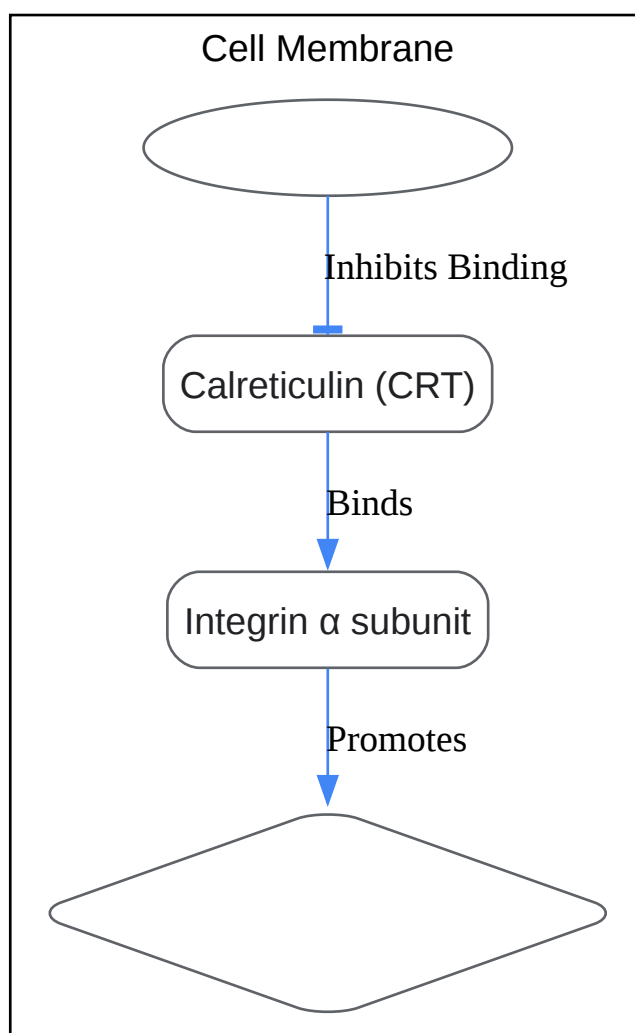 Cell Membrane
Inhibits Binding
Calreticulin (CRT)
Binds
Integrin α subunit
Promotes